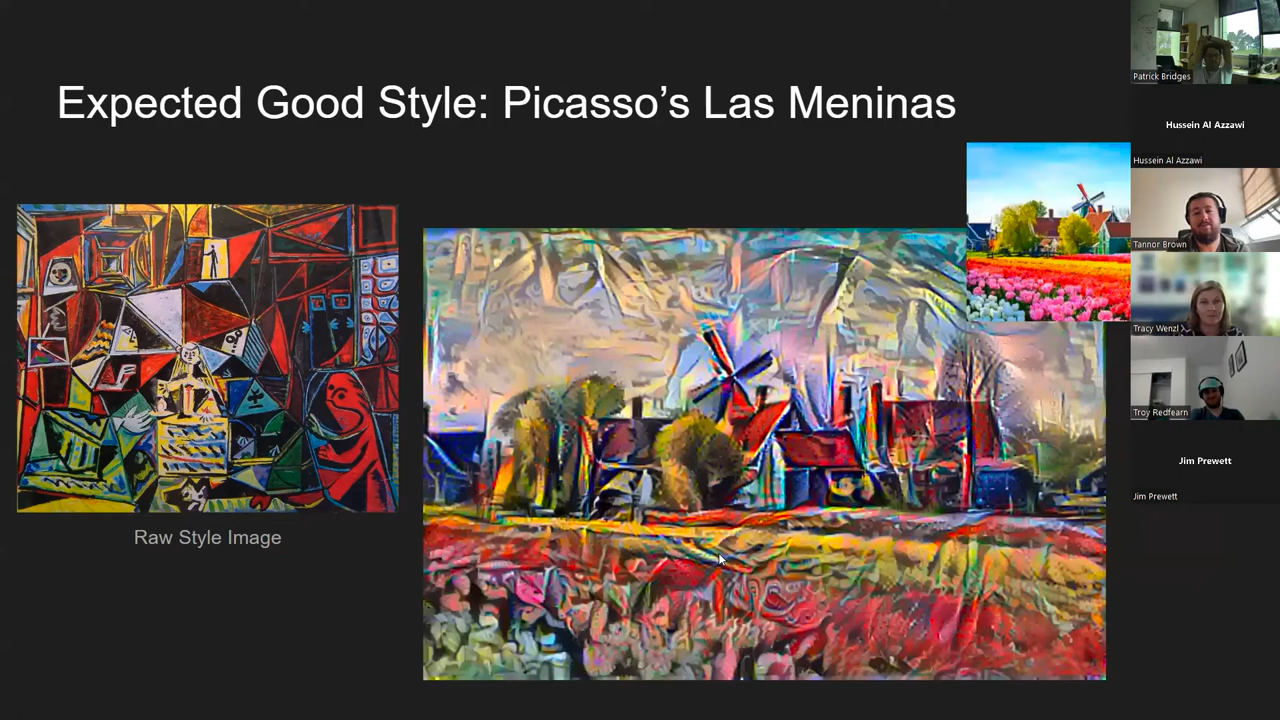 Expected Good Style: Picasso’s Las Meninas
Raw Style Image
Patrick Bridges
Hussein Al Azzawi
Hussein Al Azzawi
Tannor Brown
Tracy Wenzl
Troy Redfearn
Jim Prewett
Jim Prewett